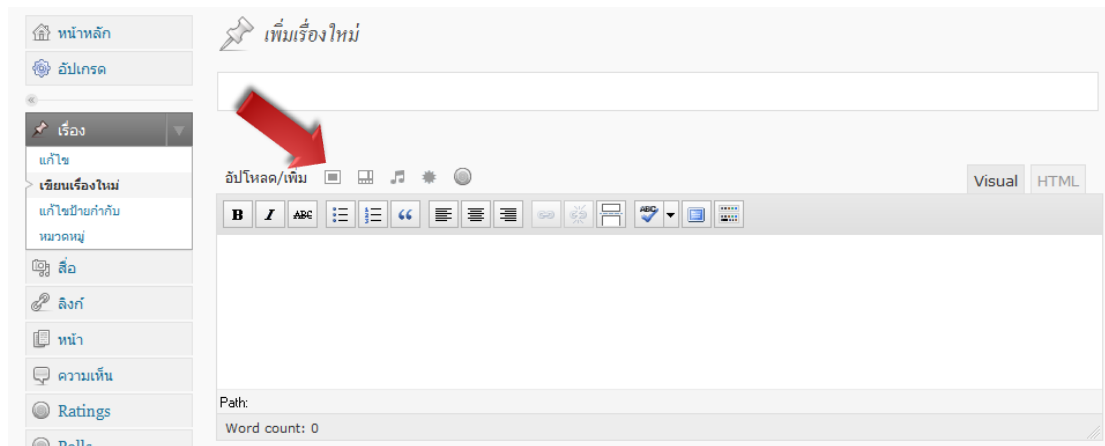 หน้าหลัก
อัปเกรด
เรื่อง
แก้ไข
เขียนเรื่องใหม่
แก้ไขป้ายกำกับ
หมวดหมู่
สื่อ
ลิงก์
หน้า
ความเห็น
Ratings
Polls
เพิ่มเรื่องใหม่
อัปโหลด/เพิ่ม
Visual HTML
B I ABC ABC
Path:
Word count: 0